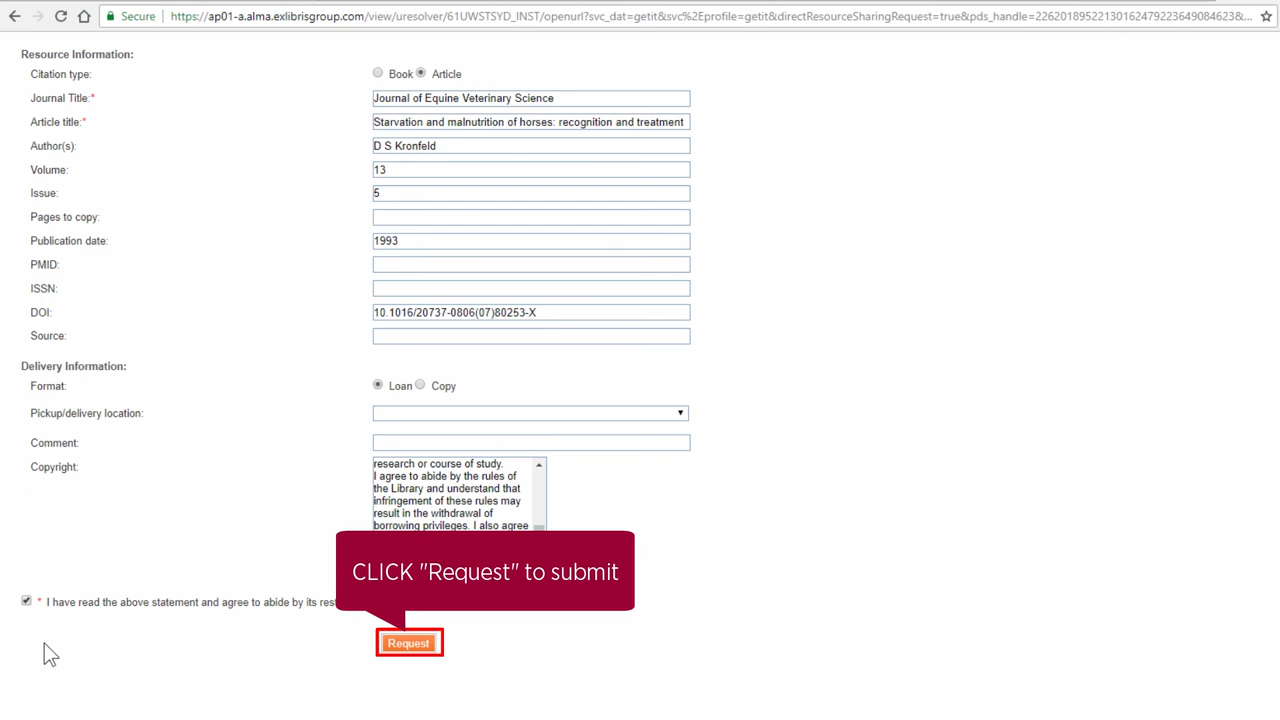 Secure https://ap01-a.alma.exlibrisgroup.com/view/uresolver/61UWSTSYD_INST/openurl?svc_dat=getit&svc%2Eprofile=getit&directResourceSharingRequest=true&pds_handle=22620189522130162479223649084623&...
Resource Information:
Citation type: Book Article
Journal Title:* Journal of Equine Veterinary Science
Article title:* Starvation and malnutrition of horses: recognition and treatment
Author(s): D S Kronfeld
Volume: 13
Issue: 5
Pages to copy:
Publication date: 1993
PMID:
ISSN:
DOI: 10.1016/20737-0806(07)80253-X
Source:
Delivery Information:
Format: Loan Copy
Pickup/delivery location:
Comment:
Copyright: research or course of study.
I agree to abide by the rules of
the Library and understand that
infringement of these rules may
result in the withdrawal of
borrowing privileges. I also agree
CLICK "Request" to submit
* I have read the above statement and agree to abide by its rest
Request